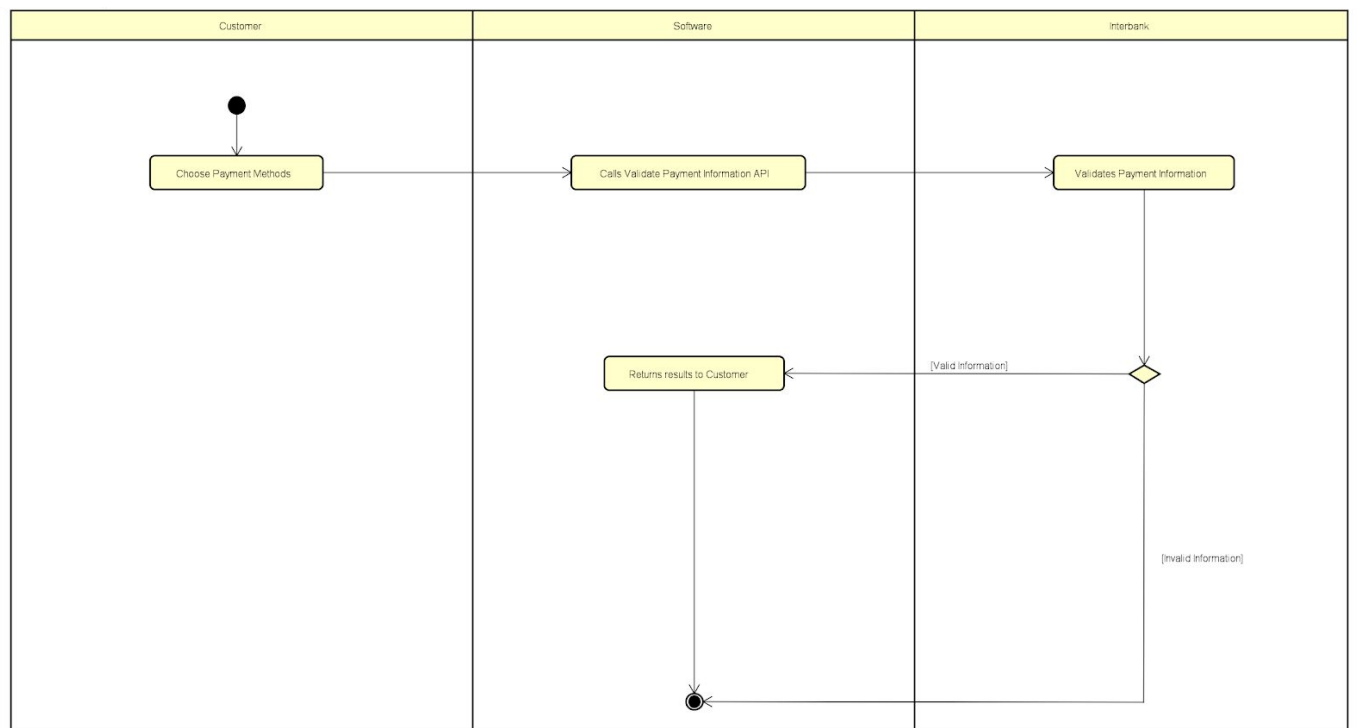 Customer
Software
Interbank
Choose Payment Methods
Calls Validate Payment Information API
Validates Payment Information
Returns results to Customer
[Valid Information]
[Invalid Information]